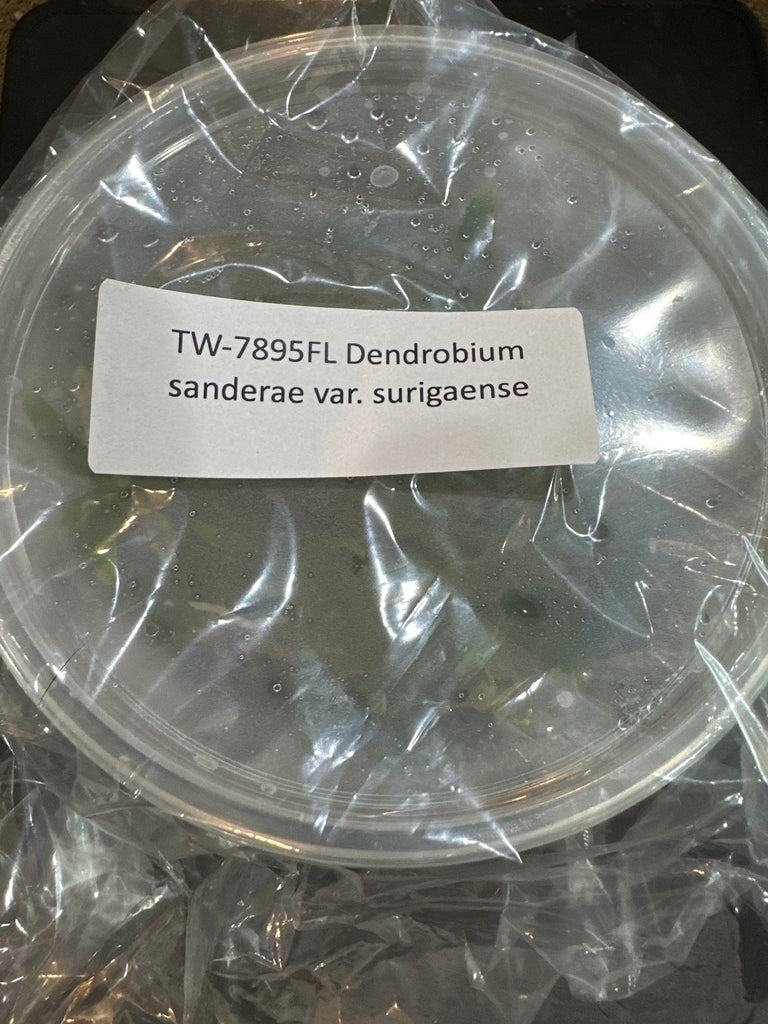 TW-7895FL Dendrobium
sanderae var. surigaense